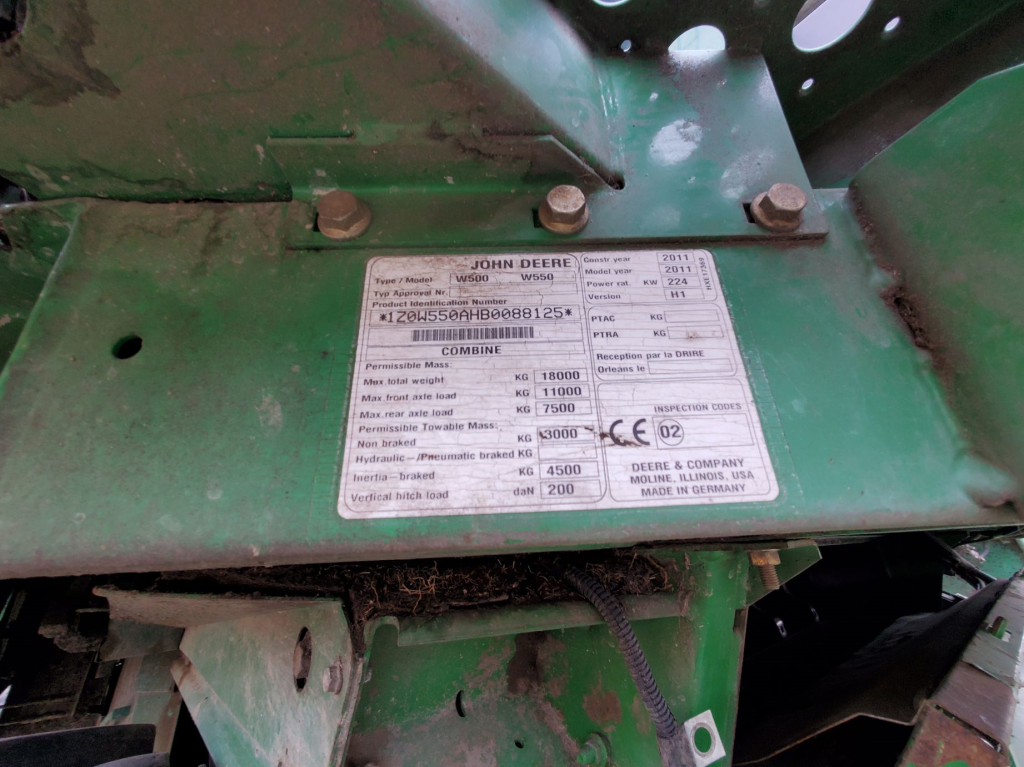 JOHN DEERE
Type / Model W500 W550
Typ Approval Nr.
Product Identification Number
*1Z0W550AHB0088125*
COMBINE
Permissible Mass:
Max. total weight KG 18000
Max. front axle load KG 11000
Max. rear axle load KG 7500
Permissible Towable Mass:
Non braked KG 3000
Hydraulic-/Pneumatic braked KG
Inertia-braked KG 4500
Vertical hitch load daN 200
Constr. year 2011
Model year 2011
Power rat. KW 224
Version H1
PTAC KG
PTRA KG
Reception par la DRIRE
Orleans le
INSPECTION CODES
CE 02
DEERE & COMPANY
MOLINE, ILLINOIS, USA
MADE IN GERMANY